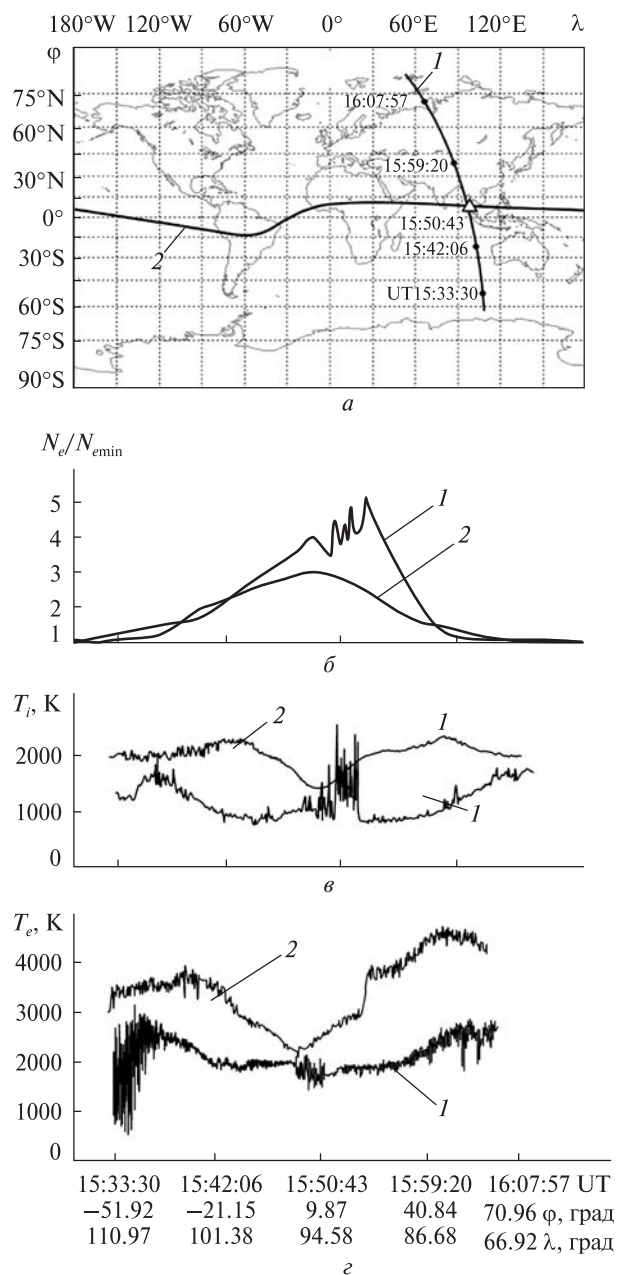 180°W 120°W 60°W 0° 60°E 120°E λ
φ
1
75°N
16:07:57
60°N
15:59:20
30°N
0°
15:50:43
2
15:42:06
30°S
UT15:33:30
60°S
75°S
90°S
а
Nₑ/Nₑmin
5
1
4
2
3
2
1
б
Tᵢ, K
2
1
2000
1000
1
0
в
Tₑ, K
2
4000
3000
2000
1000
1
0
15:33:30 15:42:06 15:50:43 15:59:20 16:07:57 UT
−51.92 −21.15 9.87 40.84 70.96 φ, град
110.97 101.38 94.58 86.68 66.92 λ, град
г